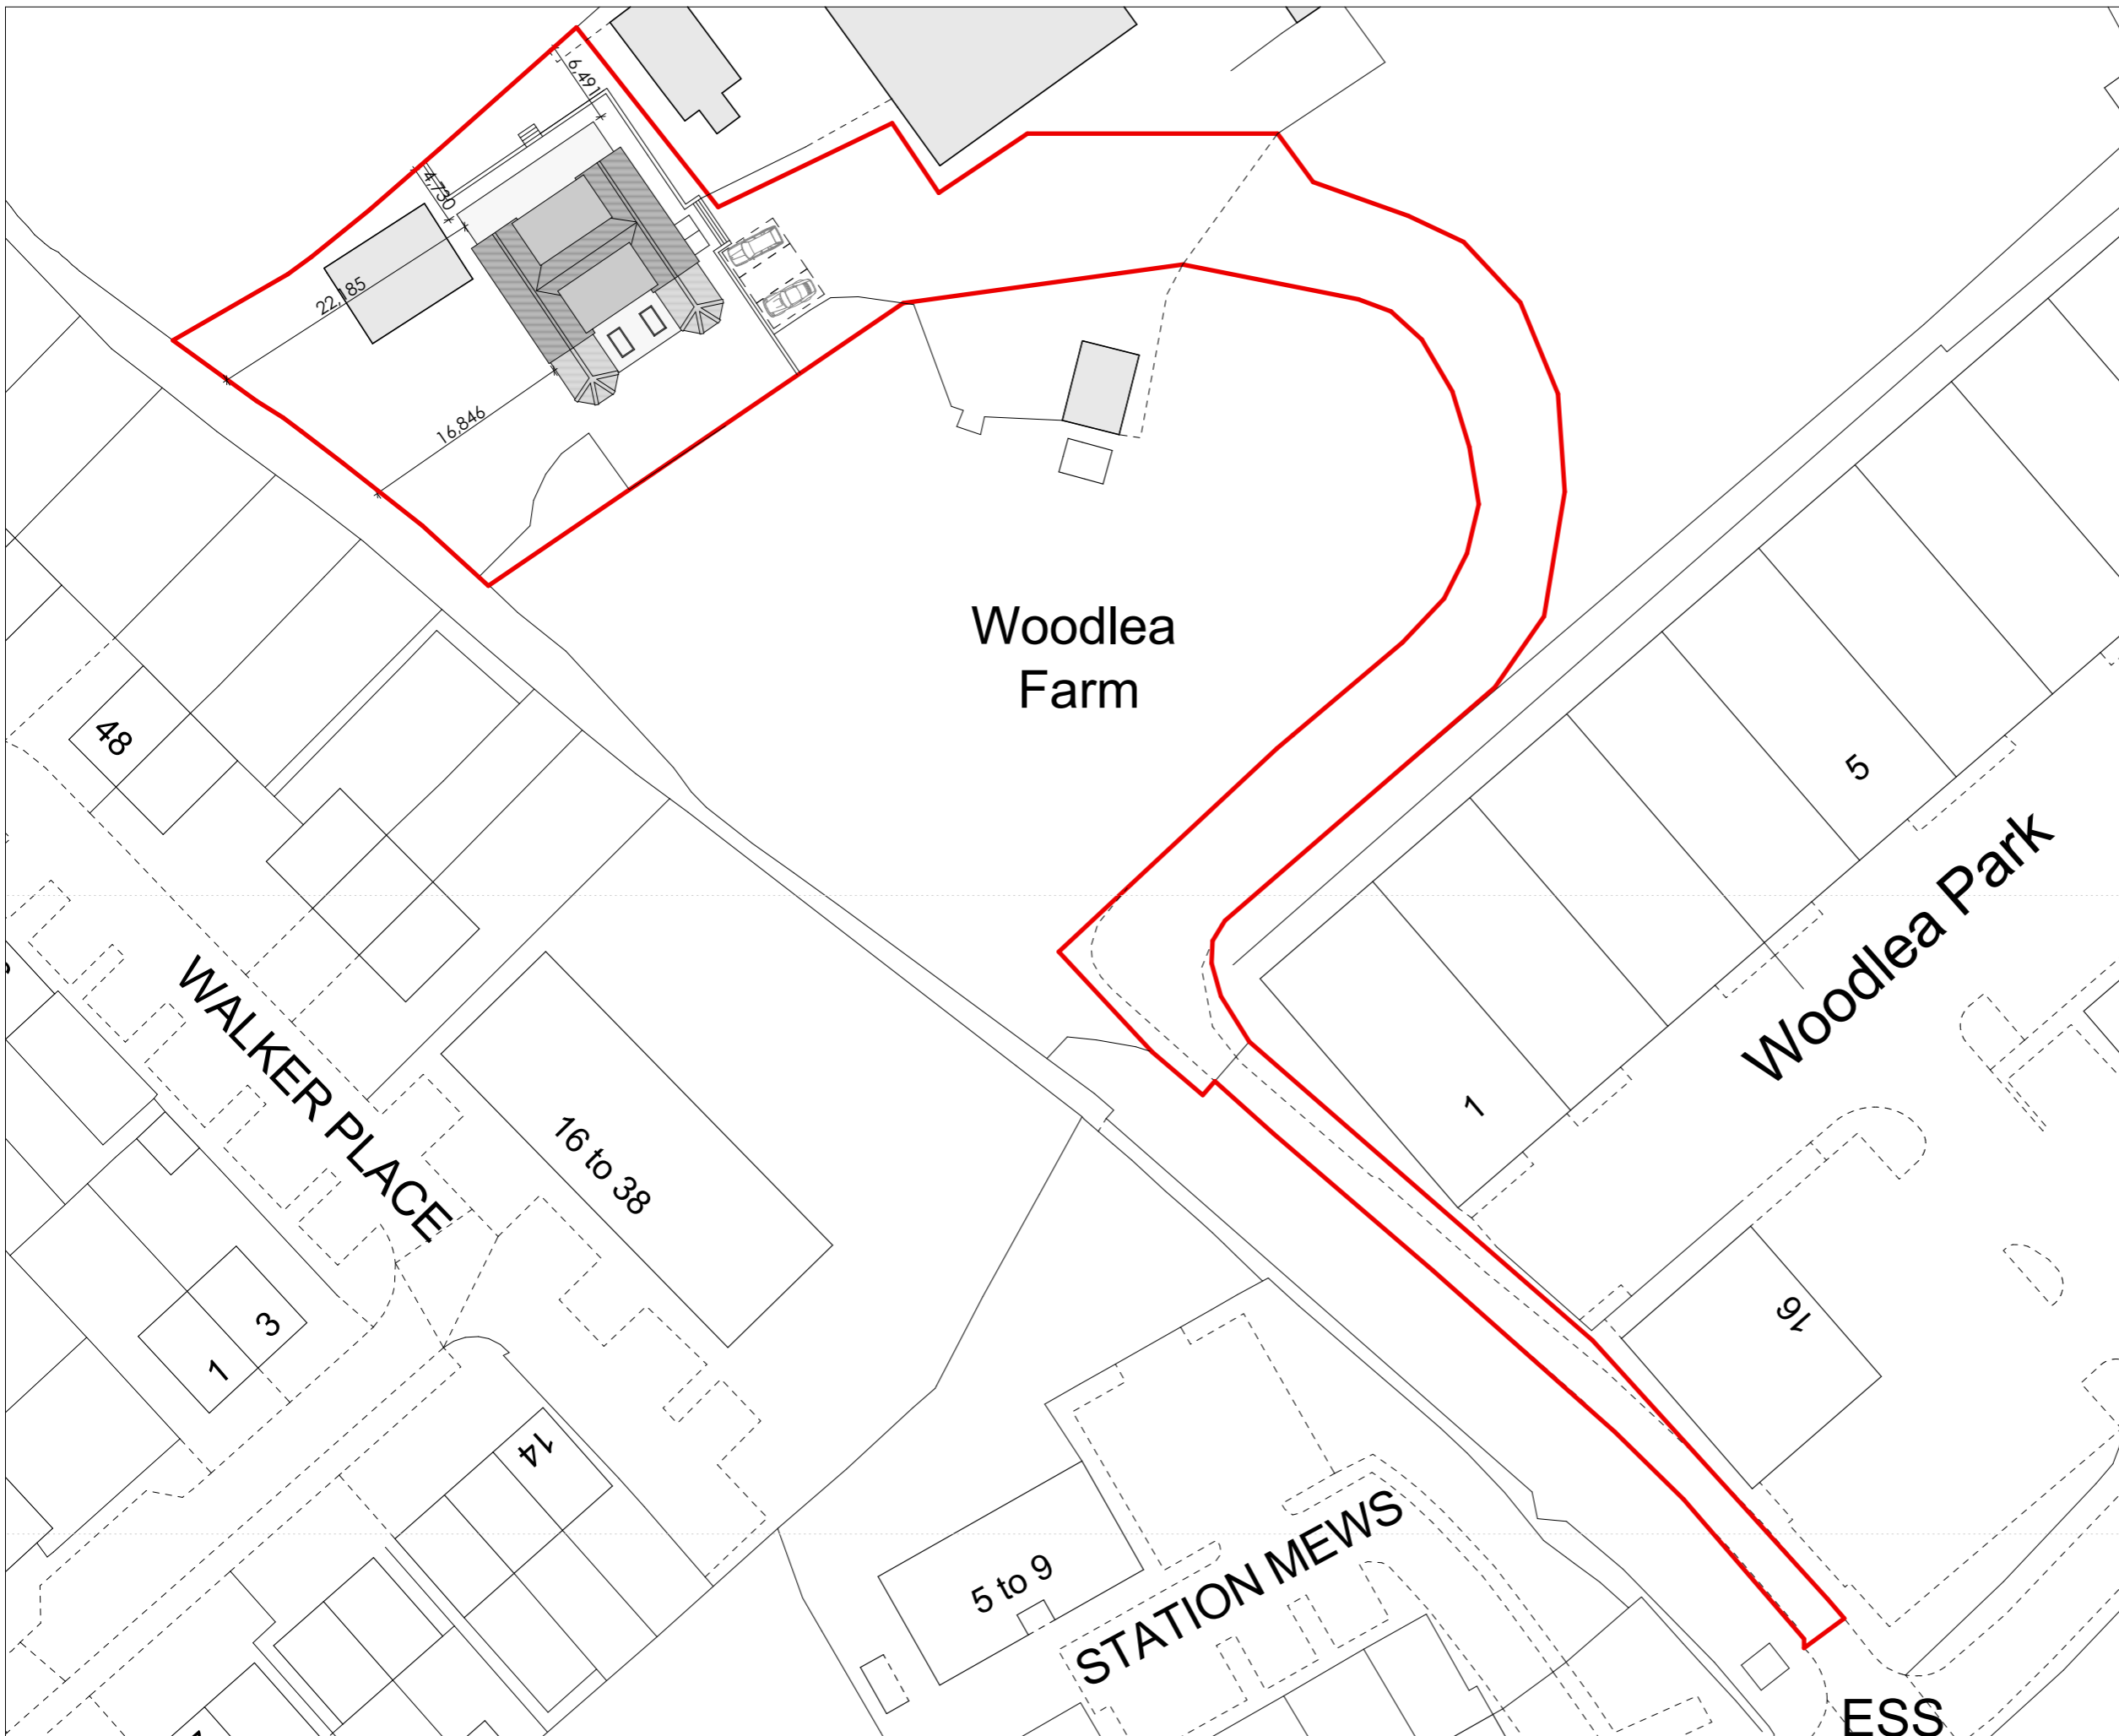 6,491
4,730
22,185
16,846
Woodlea
Farm
48
5
Woodlea Park
WALKER PLACE
1
16 to 38
16
3
1
14
5 to 9
STATION MEWS
ESS